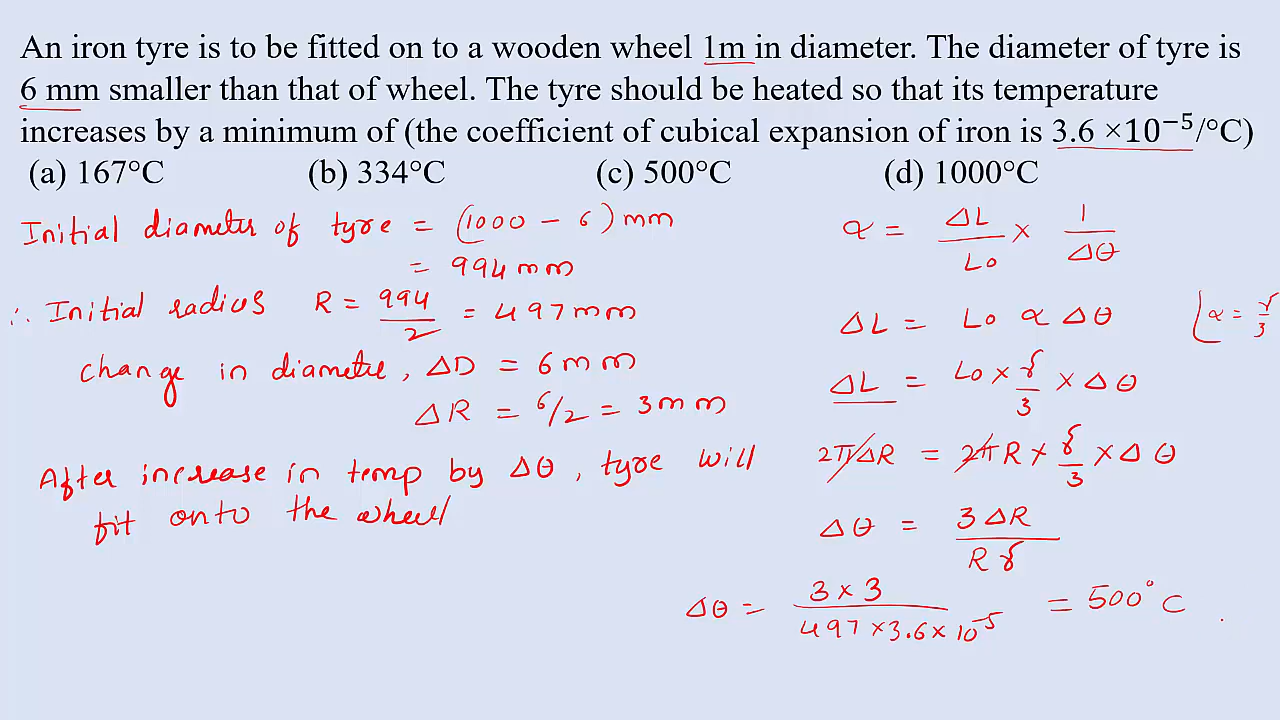 An iron tyre is to be fitted on to a wooden wheel 1m in diameter. The diameter of tyre is
6 mm smaller than that of wheel. The tyre should be heated so that its temperature
increases by a minimum of (the coefficient of cubical expansion of iron is 3.6 ×10⁻⁵/°C)
(a) 167°C (b) 334°C (c) 500°C (d) 1000°C
Initial diameter of tyre = (1000 - 6) mm
= 994 mm
∴ Initial radius R = 994/2 = 497 mm
change in diametre, ΔD = 6 mm
ΔR = 6/2 = 3 mm
After increase in temp by Δθ, tyre will
fit onto the wheel
α = ΔL/L₀ × 1/Δθ
ΔL = L₀ α Δθ
(α = γ/3
ΔL = L₀ × γ/3 × Δθ
2πΔR = 2πR × γ/3 × Δθ
Δθ = 3ΔR/Rγ
Δθ = 3 × 3/497 × 3.6 × 10⁻⁵ = 500°C